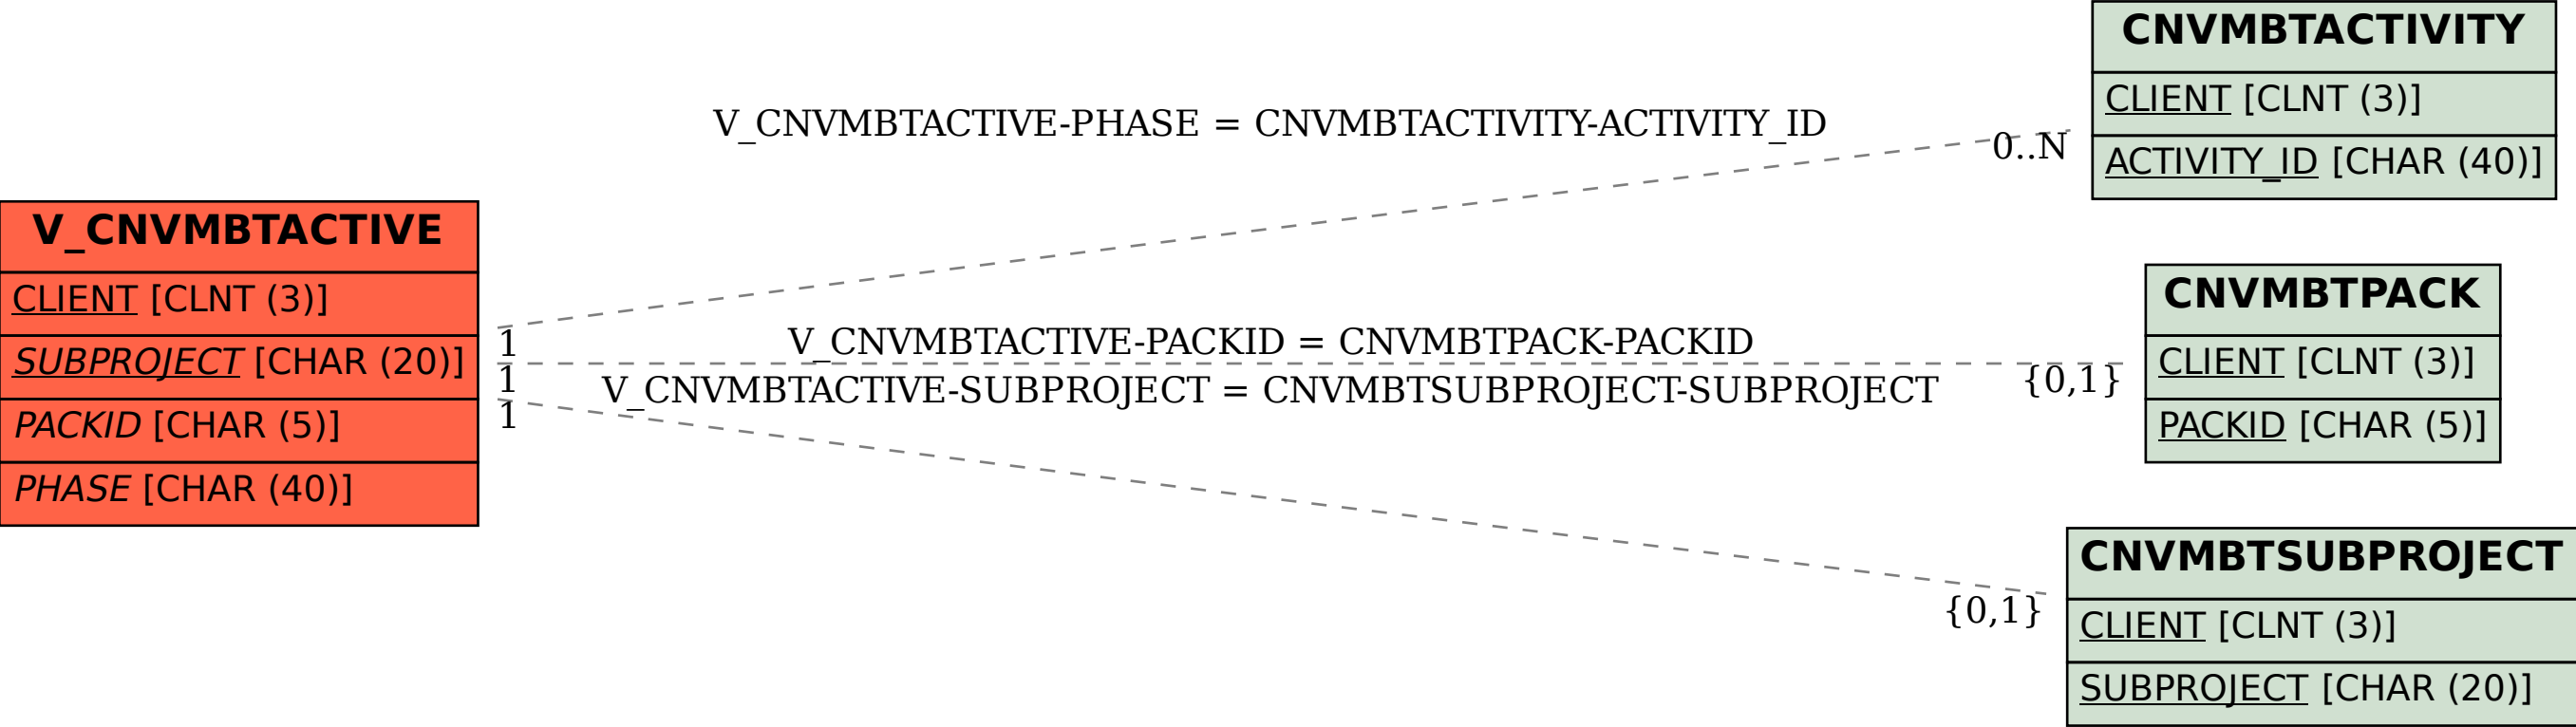 V_CNVMBTACTIVE
CLIENT [CLNT (3)]
SUBPROJECT [CHAR (20)]
PACKID [CHAR (5)]
PHASE [CHAR (40)]
V_CNVMBTACTIVE-PHASE = CNVMBTACTIVITY-ACTIVITY_ID
0..N
1
V_CNVMBTACTIVE-PACKID = CNVMBTPACK-PACKID
{0,1}
1
V_CNVMBTACTIVE-SUBPROJECT = CNVMBTSUBPROJECT-SUBPROJECT
{0,1}
1
CNVMBTACTIVITY
CLIENT [CLNT (3)]
ACTIVITY_ID [CHAR (40)]
CNVMBTPACK
CLIENT [CLNT (3)]
PACKID [CHAR (5)]
CNVMBTSUBPROJECT
CLIENT [CLNT (3)]
SUBPROJECT [CHAR (20)]